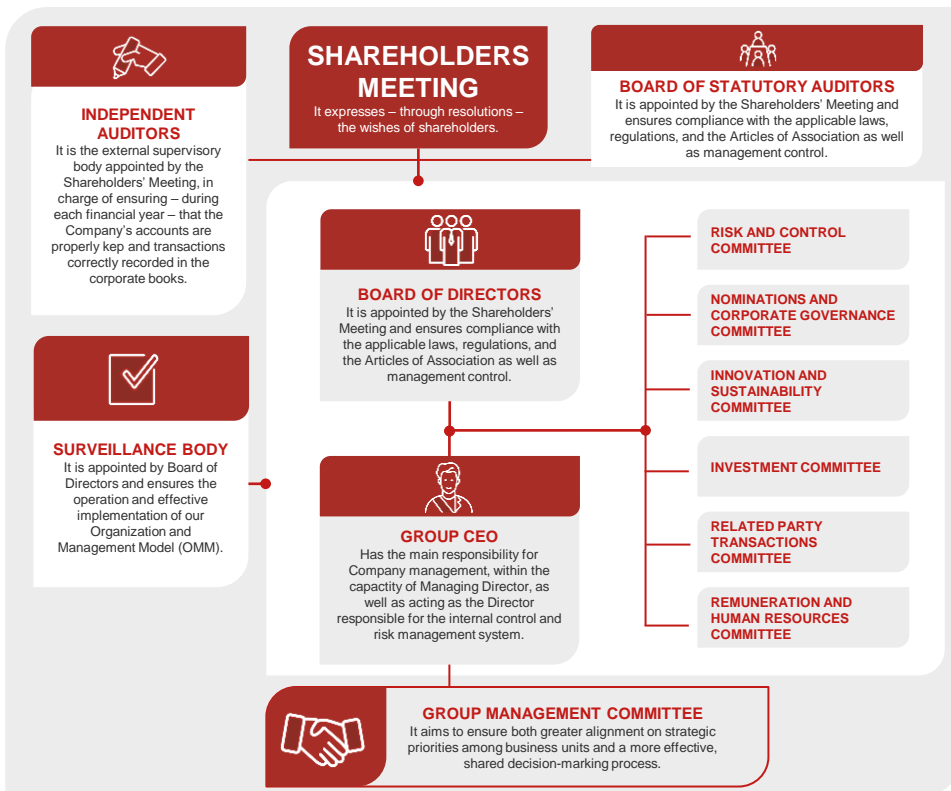 INDEPENDENT
AUDITORS
It is the external supervisory
body appointed by the
Shareholders' Meeting, in
charge of ensuring – during
each financial year – that the
Company's accounts are
properly kep and transactions
correctly recorded in the
corporate books.
SHAREHOLDERS
MEETING
It expresses – through resolutions –
the wishes of shareholders.
BOARD OF STATUTORY AUDITORS
It is appointed by the Shareholders' Meeting and
ensures compliance with the applicable laws,
regulations, and the Articles of Association as well
as management control.
SURVEILLANCE BODY
It is appointed by Board of
Directors and ensures the
operation and effective
implementation of our
Organization and
Management Model (OMM).
BOARD OF DIRECTORS
It is appointed by the Shareholders'
Meeting and ensures compliance with
the applicable laws, regulations, and
the Articles of Association as well as
management control.
GROUP CEO
Has the main responsibility for
Company management, within the
capacity of Managing Director, as
well as acting as the Director
responsible for the internal control and
risk management system.
RISK AND CONTROL
COMMITTEE
NOMINATIONS AND
CORPORATE GOVERNANCE
COMMITTEE
INNOVATION AND
SUSTAINABILITY
COMMITTEE
INVESTMENT COMMITTEE
RELATED PARTY
TRANSACTIONS
COMMITTEE
REMUNERATION AND
HUMAN RESOURCES
COMMITTEE
GROUP MANAGEMENT COMMITTEE
It aims to ensure both greater alignment on strategic
priorities among business units and a more effective,
shared decision-marking process.